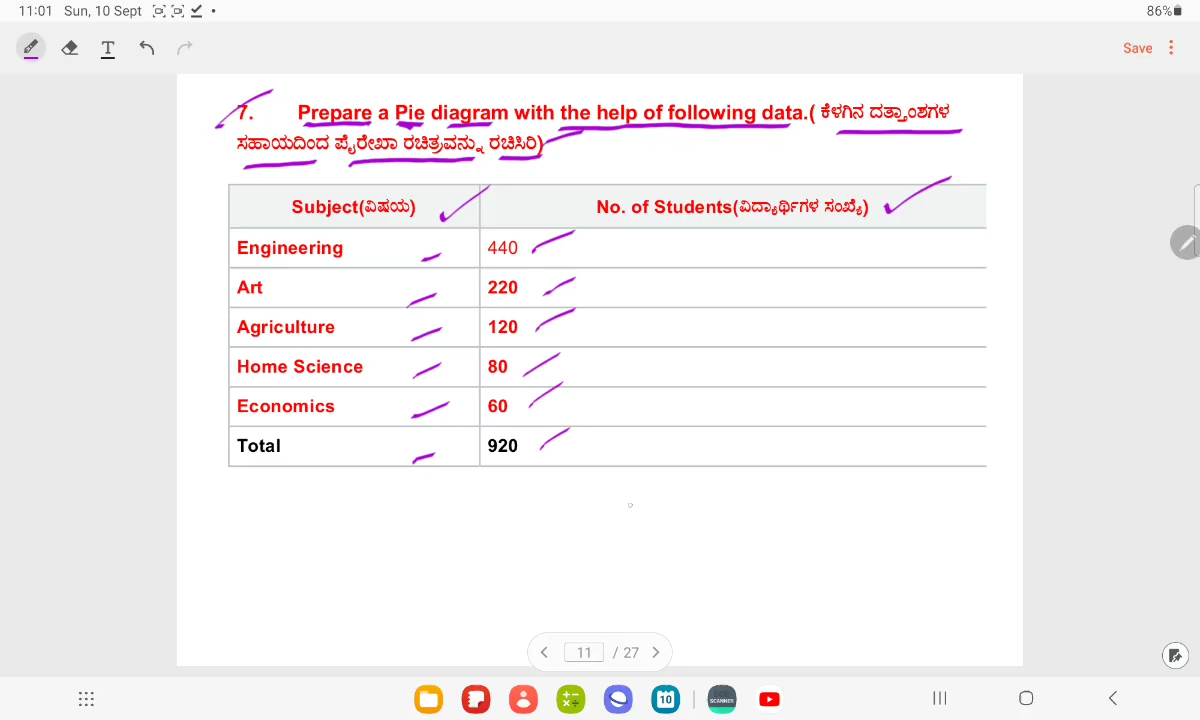 11:01 Sun, 10 Sept 86%
T Save
7. Prepare a Pie diagram with the help of following data.( ಕೆಳಗಿನ ದತ್ತಾಂಶಗಳ
ಸಹಾಯದಿಂದ ಪೈರೇಖಾ ರಚಿತ್ರವನ್ನು ರಚಿಸಿರಿ)
Subject(ವಿಷಯ) No. of Students(ವಿದ್ಯಾರ್ಥಿಗಳ ಸಂಖ್ಯೆ)
Engineering 440
Art 220
Agriculture 120
Home Science 80
Economics 60
Total 920
11 / 27
10 SCANNER